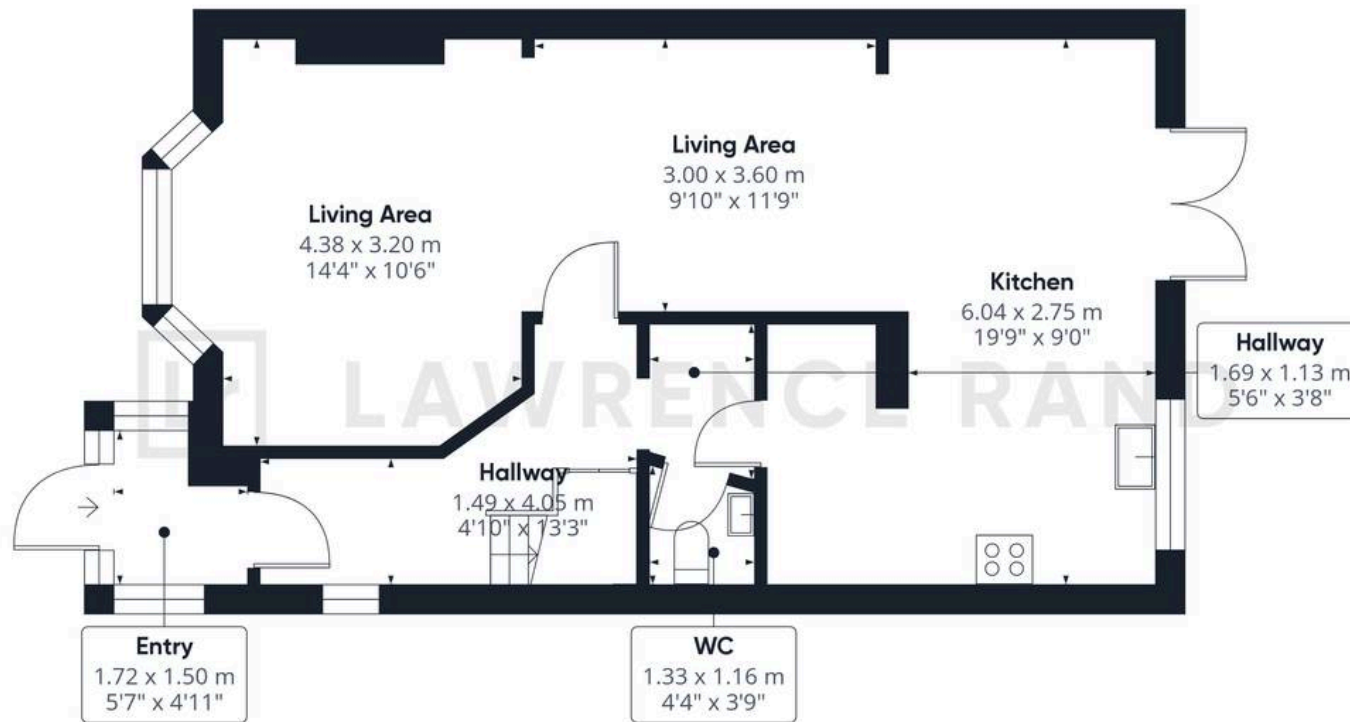 Living Area
3.00 x 3.60 m
9'10" x 11'9"
Living Area
4.38 x 3.20 m
14'4" x 10'6"
Kitchen
6.04 x 2.75 m
19'9" x 9'0"
Hallway
1.69 x 1.13 m
5'6" x 3'8"
LAWRENCE RAND
Hallway
1.49 x 4.05 m
4'10" x 13'3"
Entry
1.72 x 1.50 m
5'7" x 4'11"
WC
1.33 x 1.16 m
4'4" x 3'9"